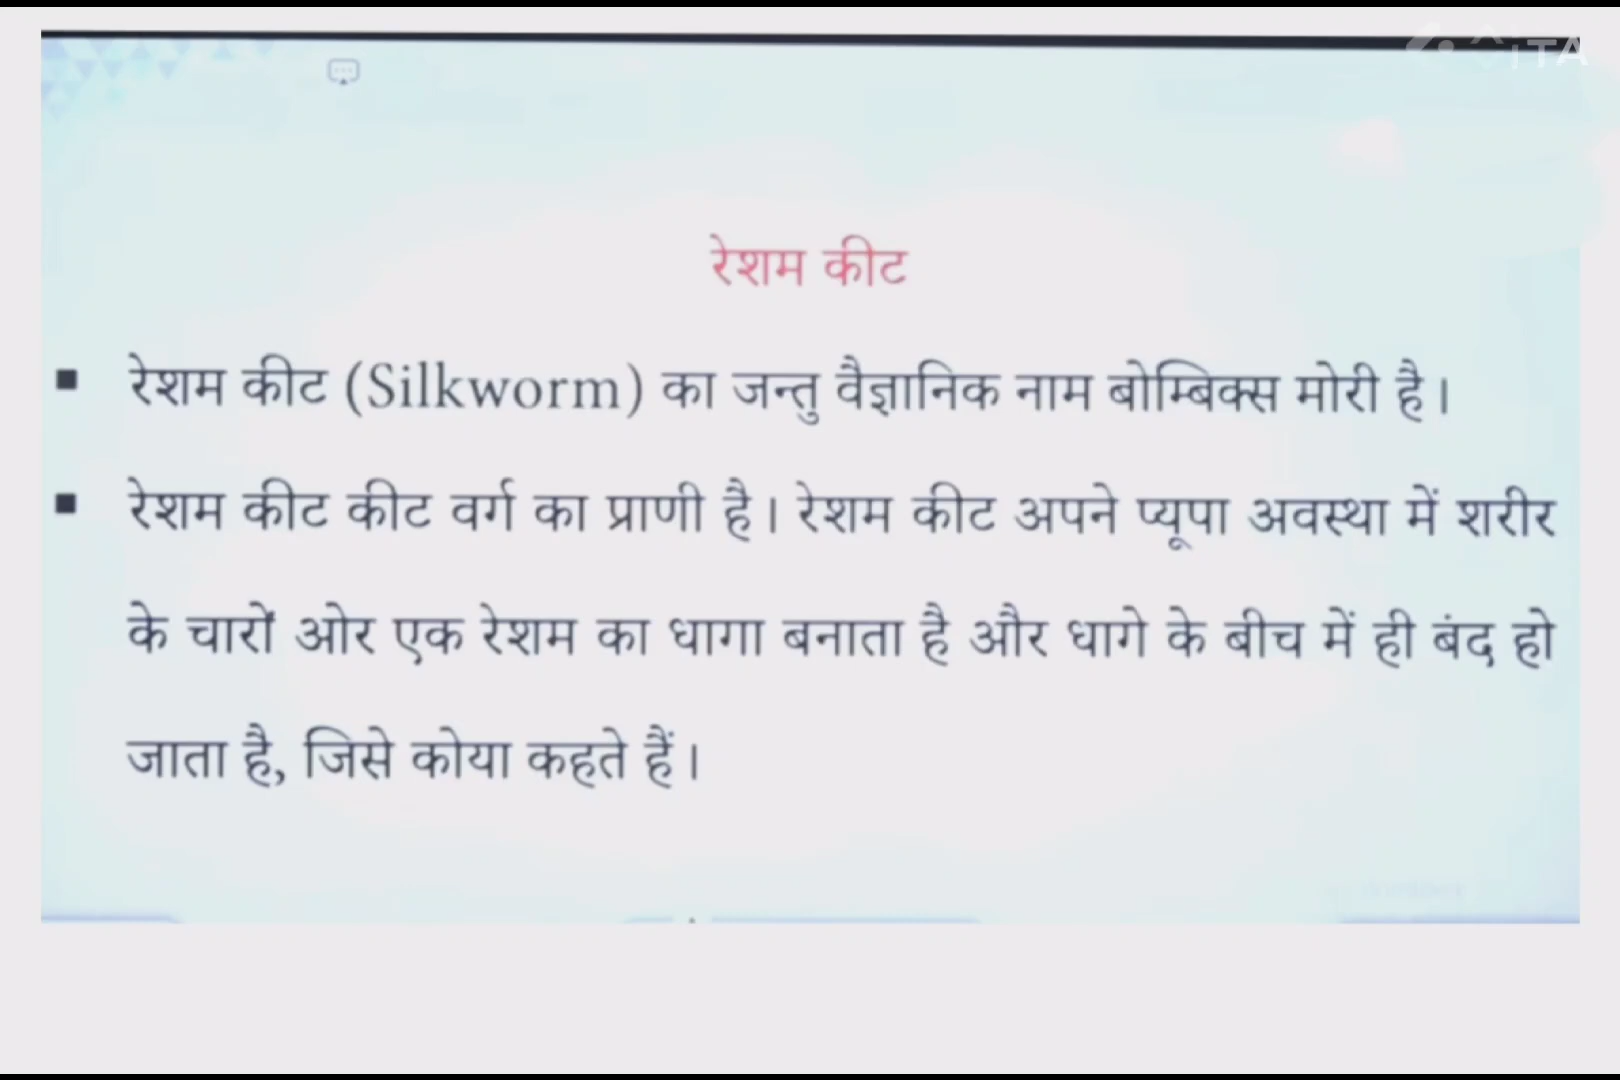 रेशम कीट
▪ रेशम कीट (Silkworm) का जन्तु वैज्ञानिक नाम बोम्बिक्स मोरी है।
▪ रेशम कीट कीट वर्ग का प्राणी है। रेशम कीट अपने प्यूपा अवस्था में शरीर
के चारों ओर एक रेशम का धागा बनाता है और धागे के बीच में ही बंद हो
जाता है, जिसे कोया कहते हैं।